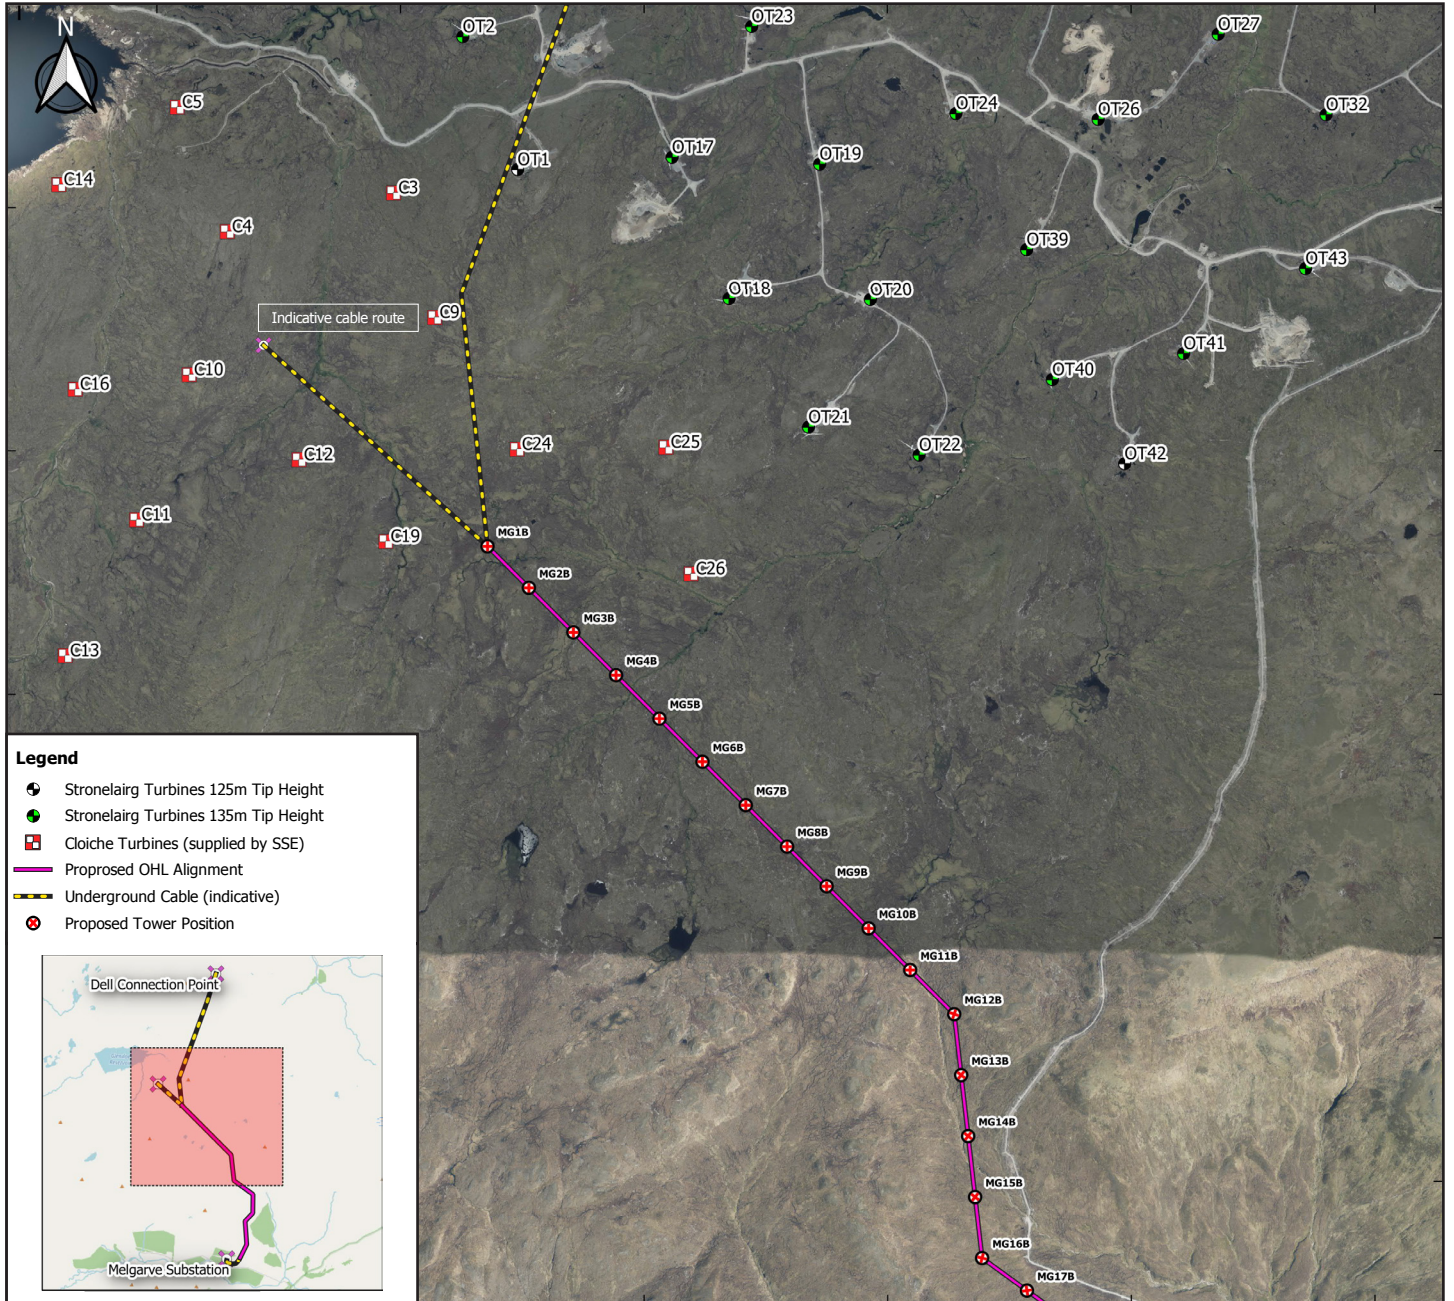 N
OT2
OT23
OT27
C5
OT24
OT26
OT32
OT1
OT17
OT19
C14
C3
C4
OT39
OT43
OT18
OT20
Indicative cable route
C9
OT41
C10
C16
OT40
OT21
C24
C25
OT22
OT42
C12
C11
MG1B
C19
C26
MG2B
MG3B
C13
MG4B
MG5B
MG6B
MG7B
MG8B
MG9B
MG10B
MG11B
MG12B
MG13B
MG14B
MG15B
MG16B
MG17B
Legend
Stronelairg Turbines 125m Tip Height
Stronelairg Turbines 135m Tip Height
Cloiche Turbines (supplied by SSE)
Proprosed OHL Alignment
Underground Cable (indicative)
Proposed Tower Position
Dell Connection Point
Melgarve Substation